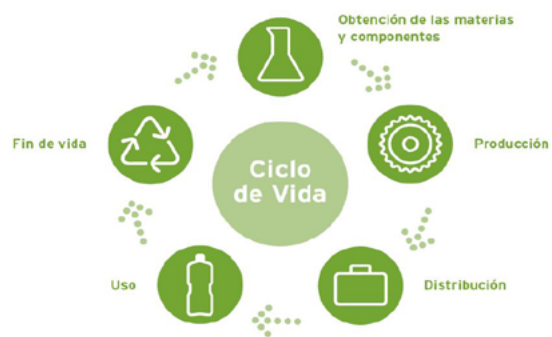 Obtención de las materias
y componentes
Producción
Distribución
Uso
Fin de vida
Ciclo
de Vida